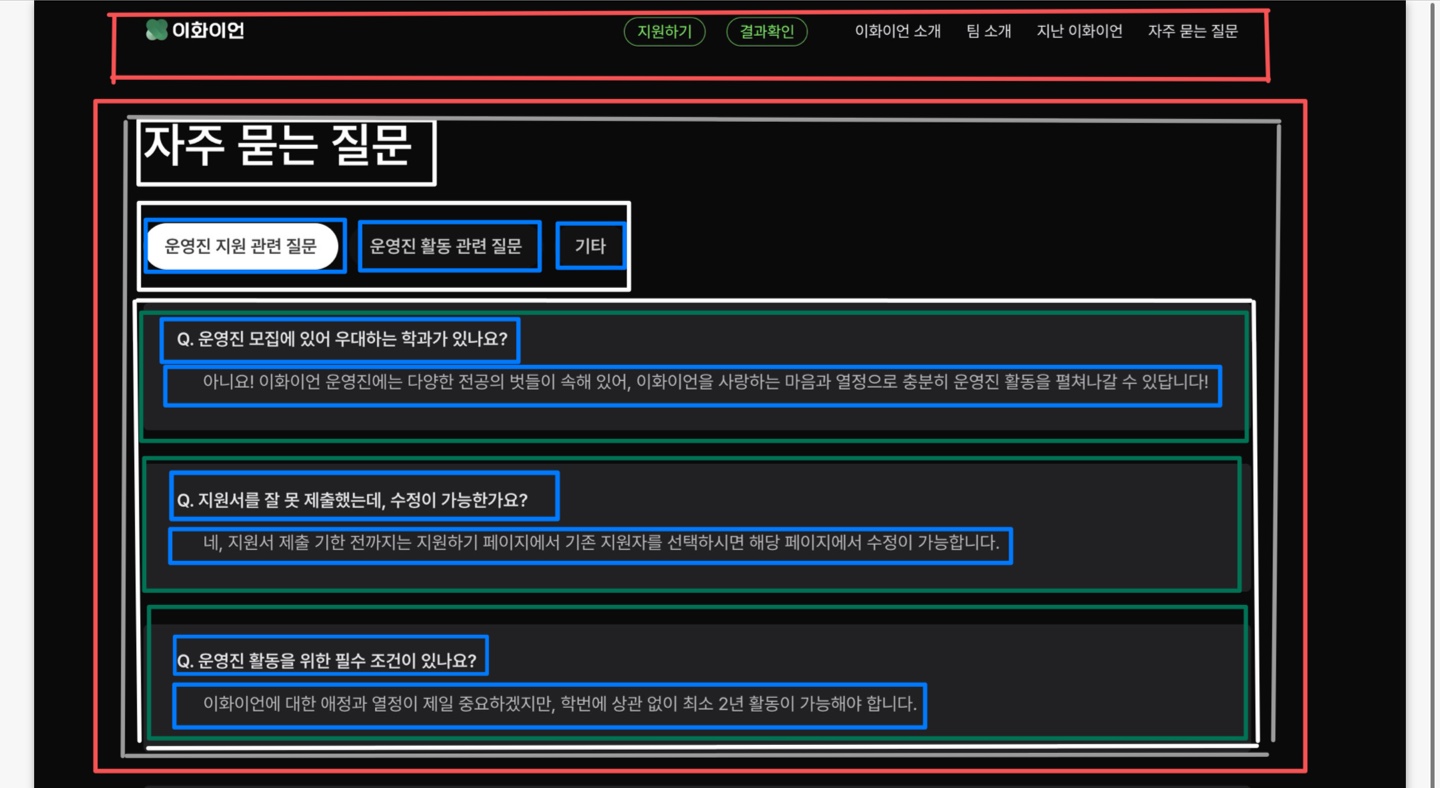 이화이언
지원하기 결과확인 이화이언 소개 팀 소개 지난 이화이언 자주 묻는 질문
자주 묻는 질문
운영진 지원 관련 질문 운영진 활동 관련 질문 기타
Q. 운영진 모집에 있어 우대하는 학과가 있나요?
아니요! 이화이언 운영진에는 다양한 전공의 벗들이 속해 있어, 이화이언을 사랑하는 마음과 열정으로 충분히 운영진 활동을 펼쳐나갈 수 있답니다!
Q. 지원서를 잘 못 제출했는데, 수정이 가능한가요?
네, 지원서 제출 기한 전까지는 지원하기 페이지에서 기존 지원자를 선택하시면 해당 페이지에서 수정이 가능합니다.
Q. 운영진 활동을 위한 필수 조건이 있나요?
이화이언에 대한 애정과 열정이 제일 중요하겠지만, 학번에 상관 없이 최소 2년 활동이 가능해야 합니다.